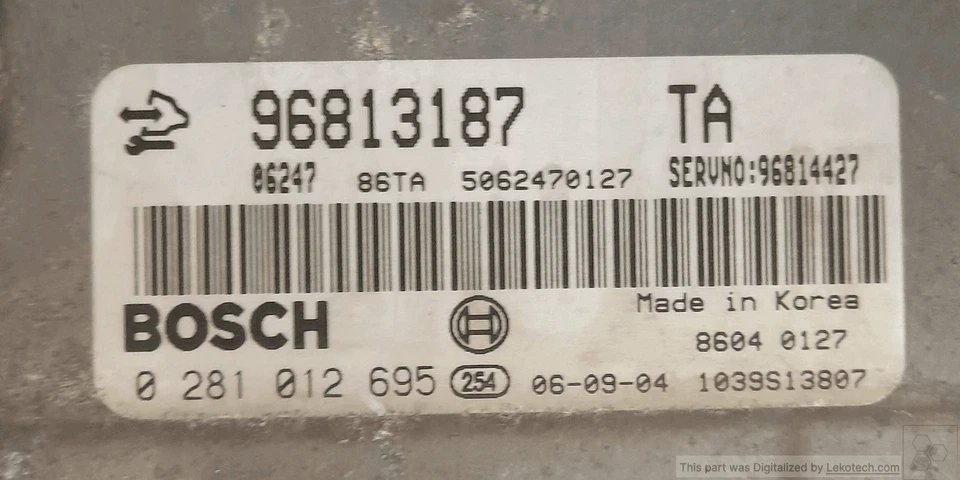 96813187 TA
06247 86TA 5062470127 SERVNO:96814427
BOSCH
Made in Korea
8604 0127
0 281 012 695 254 06-09-04 1039S13807
This part was Digitalized by Lekotech.com